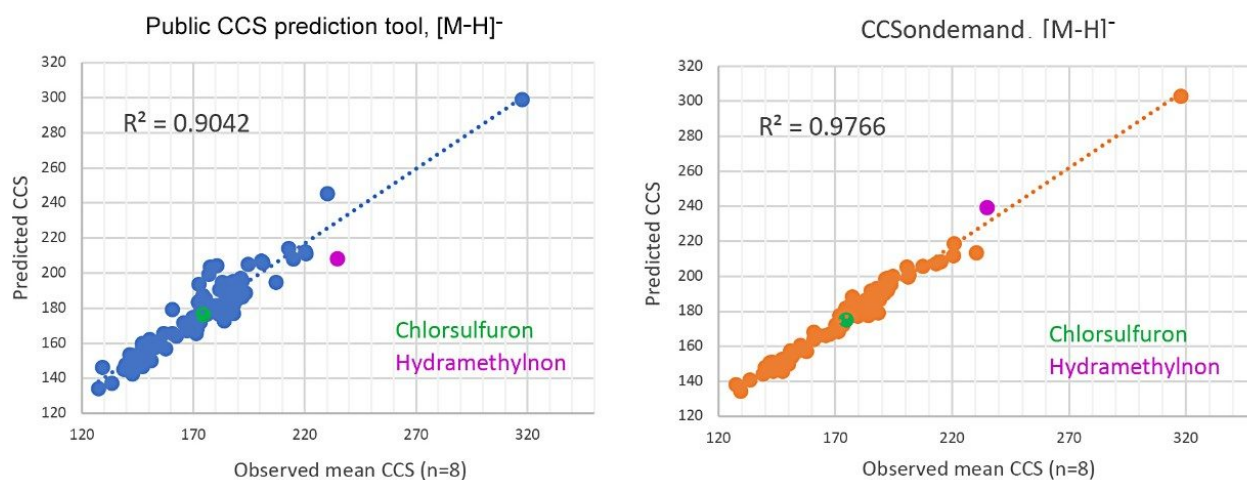 Public CCS prediction tool, [M-H]⁻
320
300
280
260
240
220
200
180
160
140
120
Predicted CCS
R² = 0.9042
Chlorsulfuron
Hydramethylnon
120
170
220
270
320
Observed mean CCS (n=8)
CCSondemand. [M-H]⁻
320
300
280
260
240
220
200
180
160
140
120
Predicted CCS
R² = 0.9766
Chlorsulfuron
Hydramethylnon
120
170
220
270
320
Observed mean CCS (n=8)